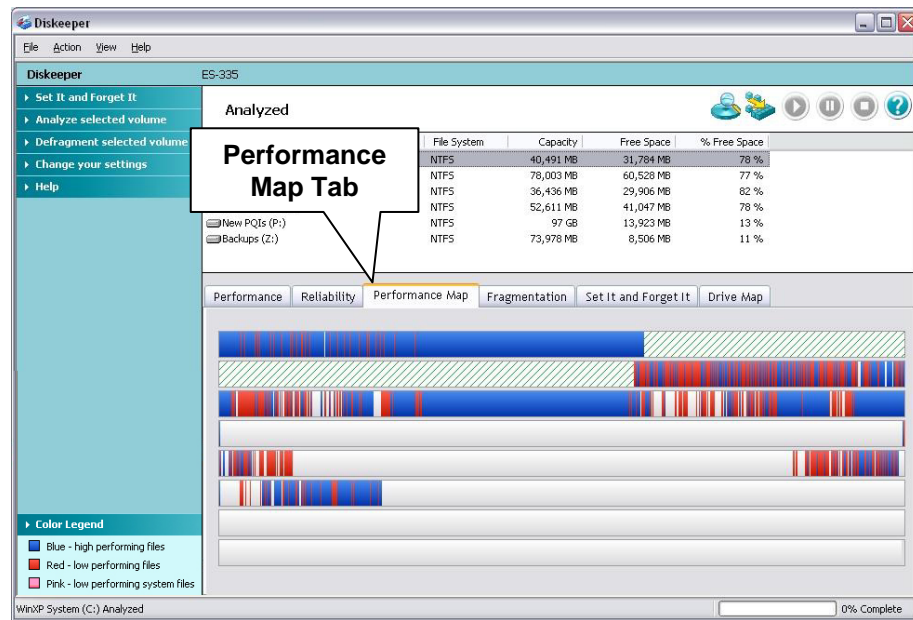 Diskeeper
File Action View Help
Diskeeper
ES-335
Set It and Forget It
Analyze selected volume
Defragment selected volume
Change your settings
Help
Analyzed
Performance
Map Tab
File System Capacity Free Space % Free Space
NTFS 40,491 MB 31,784 MB 78 %
NTFS 78,003 MB 60,528 MB 77 %
NTFS 36,436 MB 29,906 MB 82 %
NTFS 52,611 MB 41,047 MB 78 %
New PQIs (P:) NTFS 97 GB 13,923 MB 13 %
Backups (Z:) NTFS 73,978 MB 8,506 MB 11 %
Performance Reliability Performance Map Fragmentation Set It and Forget It Drive Map
Color Legend
Blue - high performing files
Red - low performing files
Pink - low performing system files
WinXP System (C:) Analyzed
0% Complete